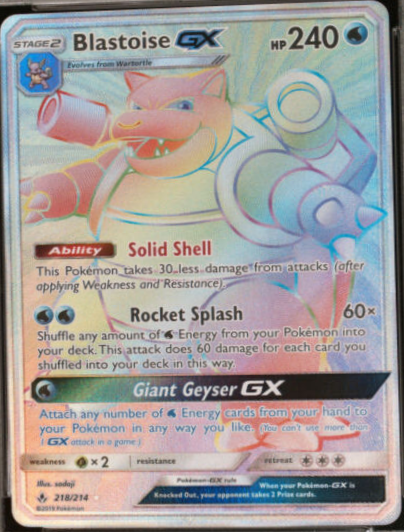 STAGE 2 Blastoise GX HP 240
Evolves from Wartortle
Ability Solid Shell
This Pokémon takes 30 less damage from attacks (after
applying Weakness and Resistance).
Rocket Splash 60×
Shuffle any amount of Energy from your Pokémon into
your deck. This attack does 60 damage for each card you
shuffled into your deck in this way.
Giant Geyser GX
Attach any number of Energy cards from your hand to
your Pokémon in any way you like. (You can't use more than
1 GX attack in a game.)
weakness × 2 resistance retreat
Illus. sadaji
Pokémon-GX rule
When your Pokémon-GX is
Knocked Out, your opponent takes 2 Prize cards.
218/214
©2019 Pokémon